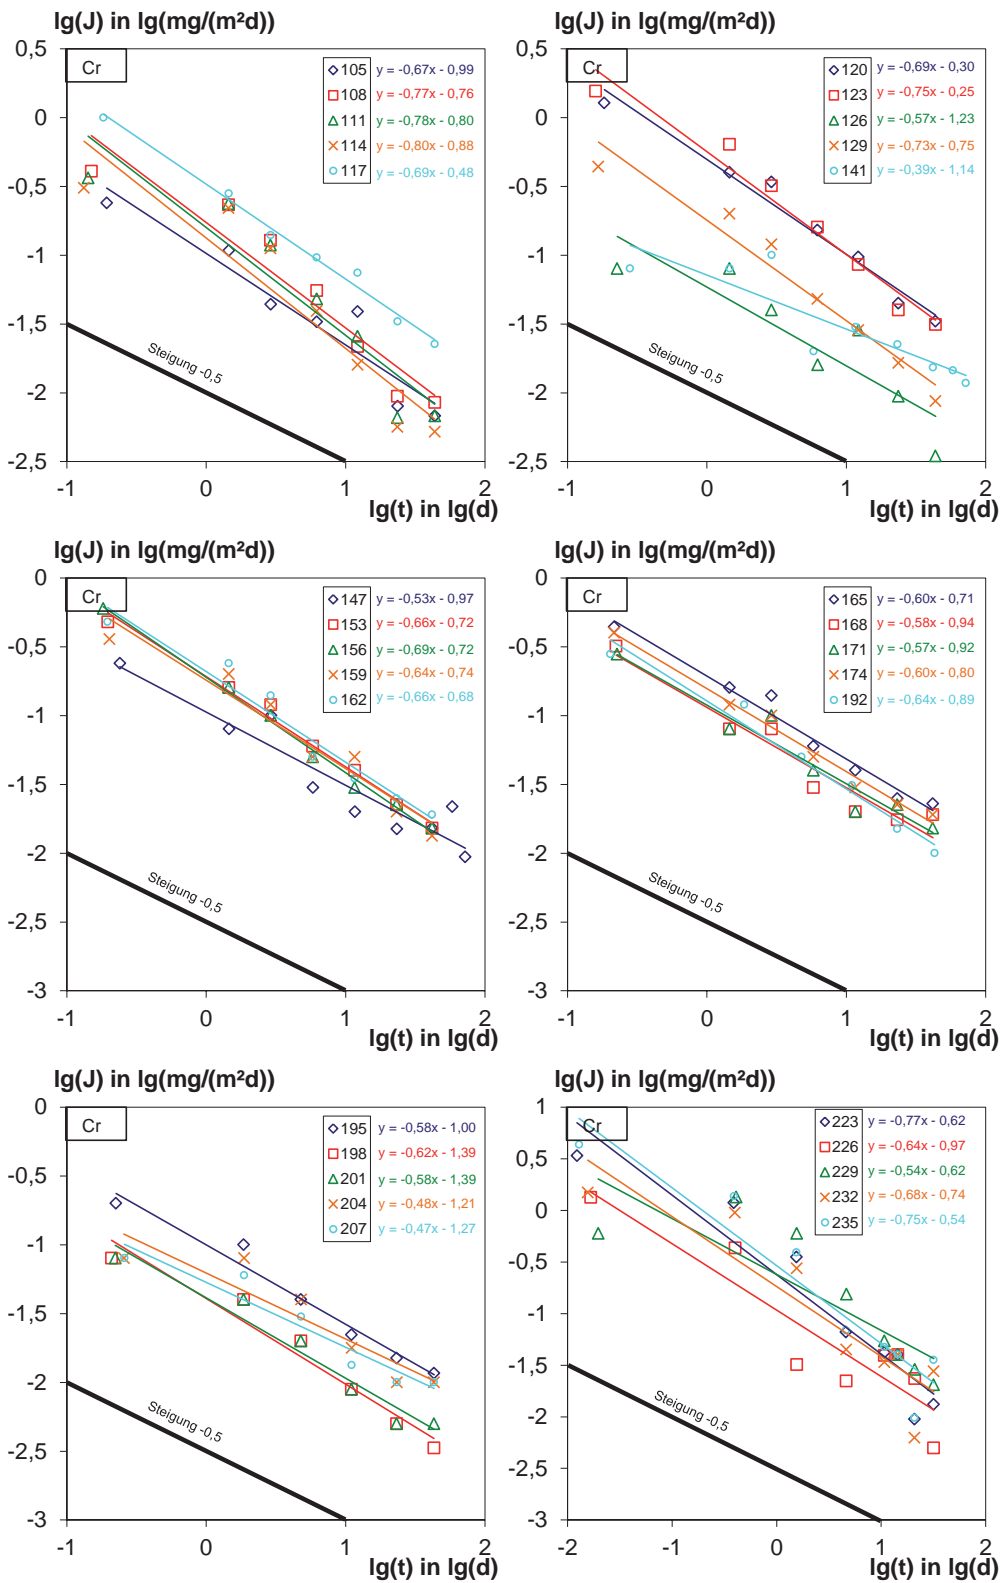 lg(J) in lg(mg/(m²d))
lg(J) in lg(mg/(m²d))
0,5
Cr
105 y = -0,67x - 0,99
108 y = -0,77x - 0,76
111 y = -0,78x - 0,80
114 y = -0,80x - 0,88
117 y = -0,69x - 0,48
0
-0,5
-1
-1,5
-2
-2,5
Steigung -0,5
-1 0 1 2
lg(t) in lg(d)
0,5
Cr
120 y = -0,69x - 0,30
123 y = -0,75x - 0,25
126 y = -0,57x - 1,23
129 y = -0,73x - 0,75
141 y = -0,39x - 1,14
0
-0,5
-1
-1,5
-2
-2,5
Steigung -0,5
-1 0 1 2
lg(t) in lg(d)
lg(J) in lg(mg/(m²d))
lg(J) in lg(mg/(m²d))
0
Cr
147 y = -0,53x - 0,97
153 y = -0,66x - 0,72
156 y = -0,69x - 0,72
159 y = -0,64x - 0,74
162 y = -0,66x - 0,68
-0,5
-1
-1,5
-2
-2,5
-3
Steigung -0,5
-1 0 1 2
lg(t) in lg(d)
0
Cr
165 y = -0,60x - 0,71
168 y = -0,58x - 0,94
171 y = -0,57x - 0,92
174 y = -0,60x - 0,80
192 y = -0,64x - 0,89
-0,5
-1
-1,5
-2
-2,5
-3
Steigung -0,5
-1 0 1 2
lg(t) in lg(d)
lg(J) in lg(mg/(m²d))
lg(J) in lg(mg/(m²d))
0
Cr
195 y = -0,58x - 1,00
198 y = -0,62x - 1,39
201 y = -0,58x - 1,39
204 y = -0,48x - 1,21
207 y = -0,47x - 1,27
-0,5
-1
-1,5
-2
-2,5
-3
Steigung -0,5
-1 0 1 2
lg(t) in lg(d)
1
Cr
223 y = -0,77x - 0,62
226 y = -0,64x - 0,97
229 y = -0,54x - 0,62
232 y = -0,68x - 0,74
235 y = -0,75x - 0,54
0,5
0
-0,5
-1
-1,5
-2
-2,5
-3
Steigung -0,5
-2 -1 0 1 2
lg(t) in lg(d)